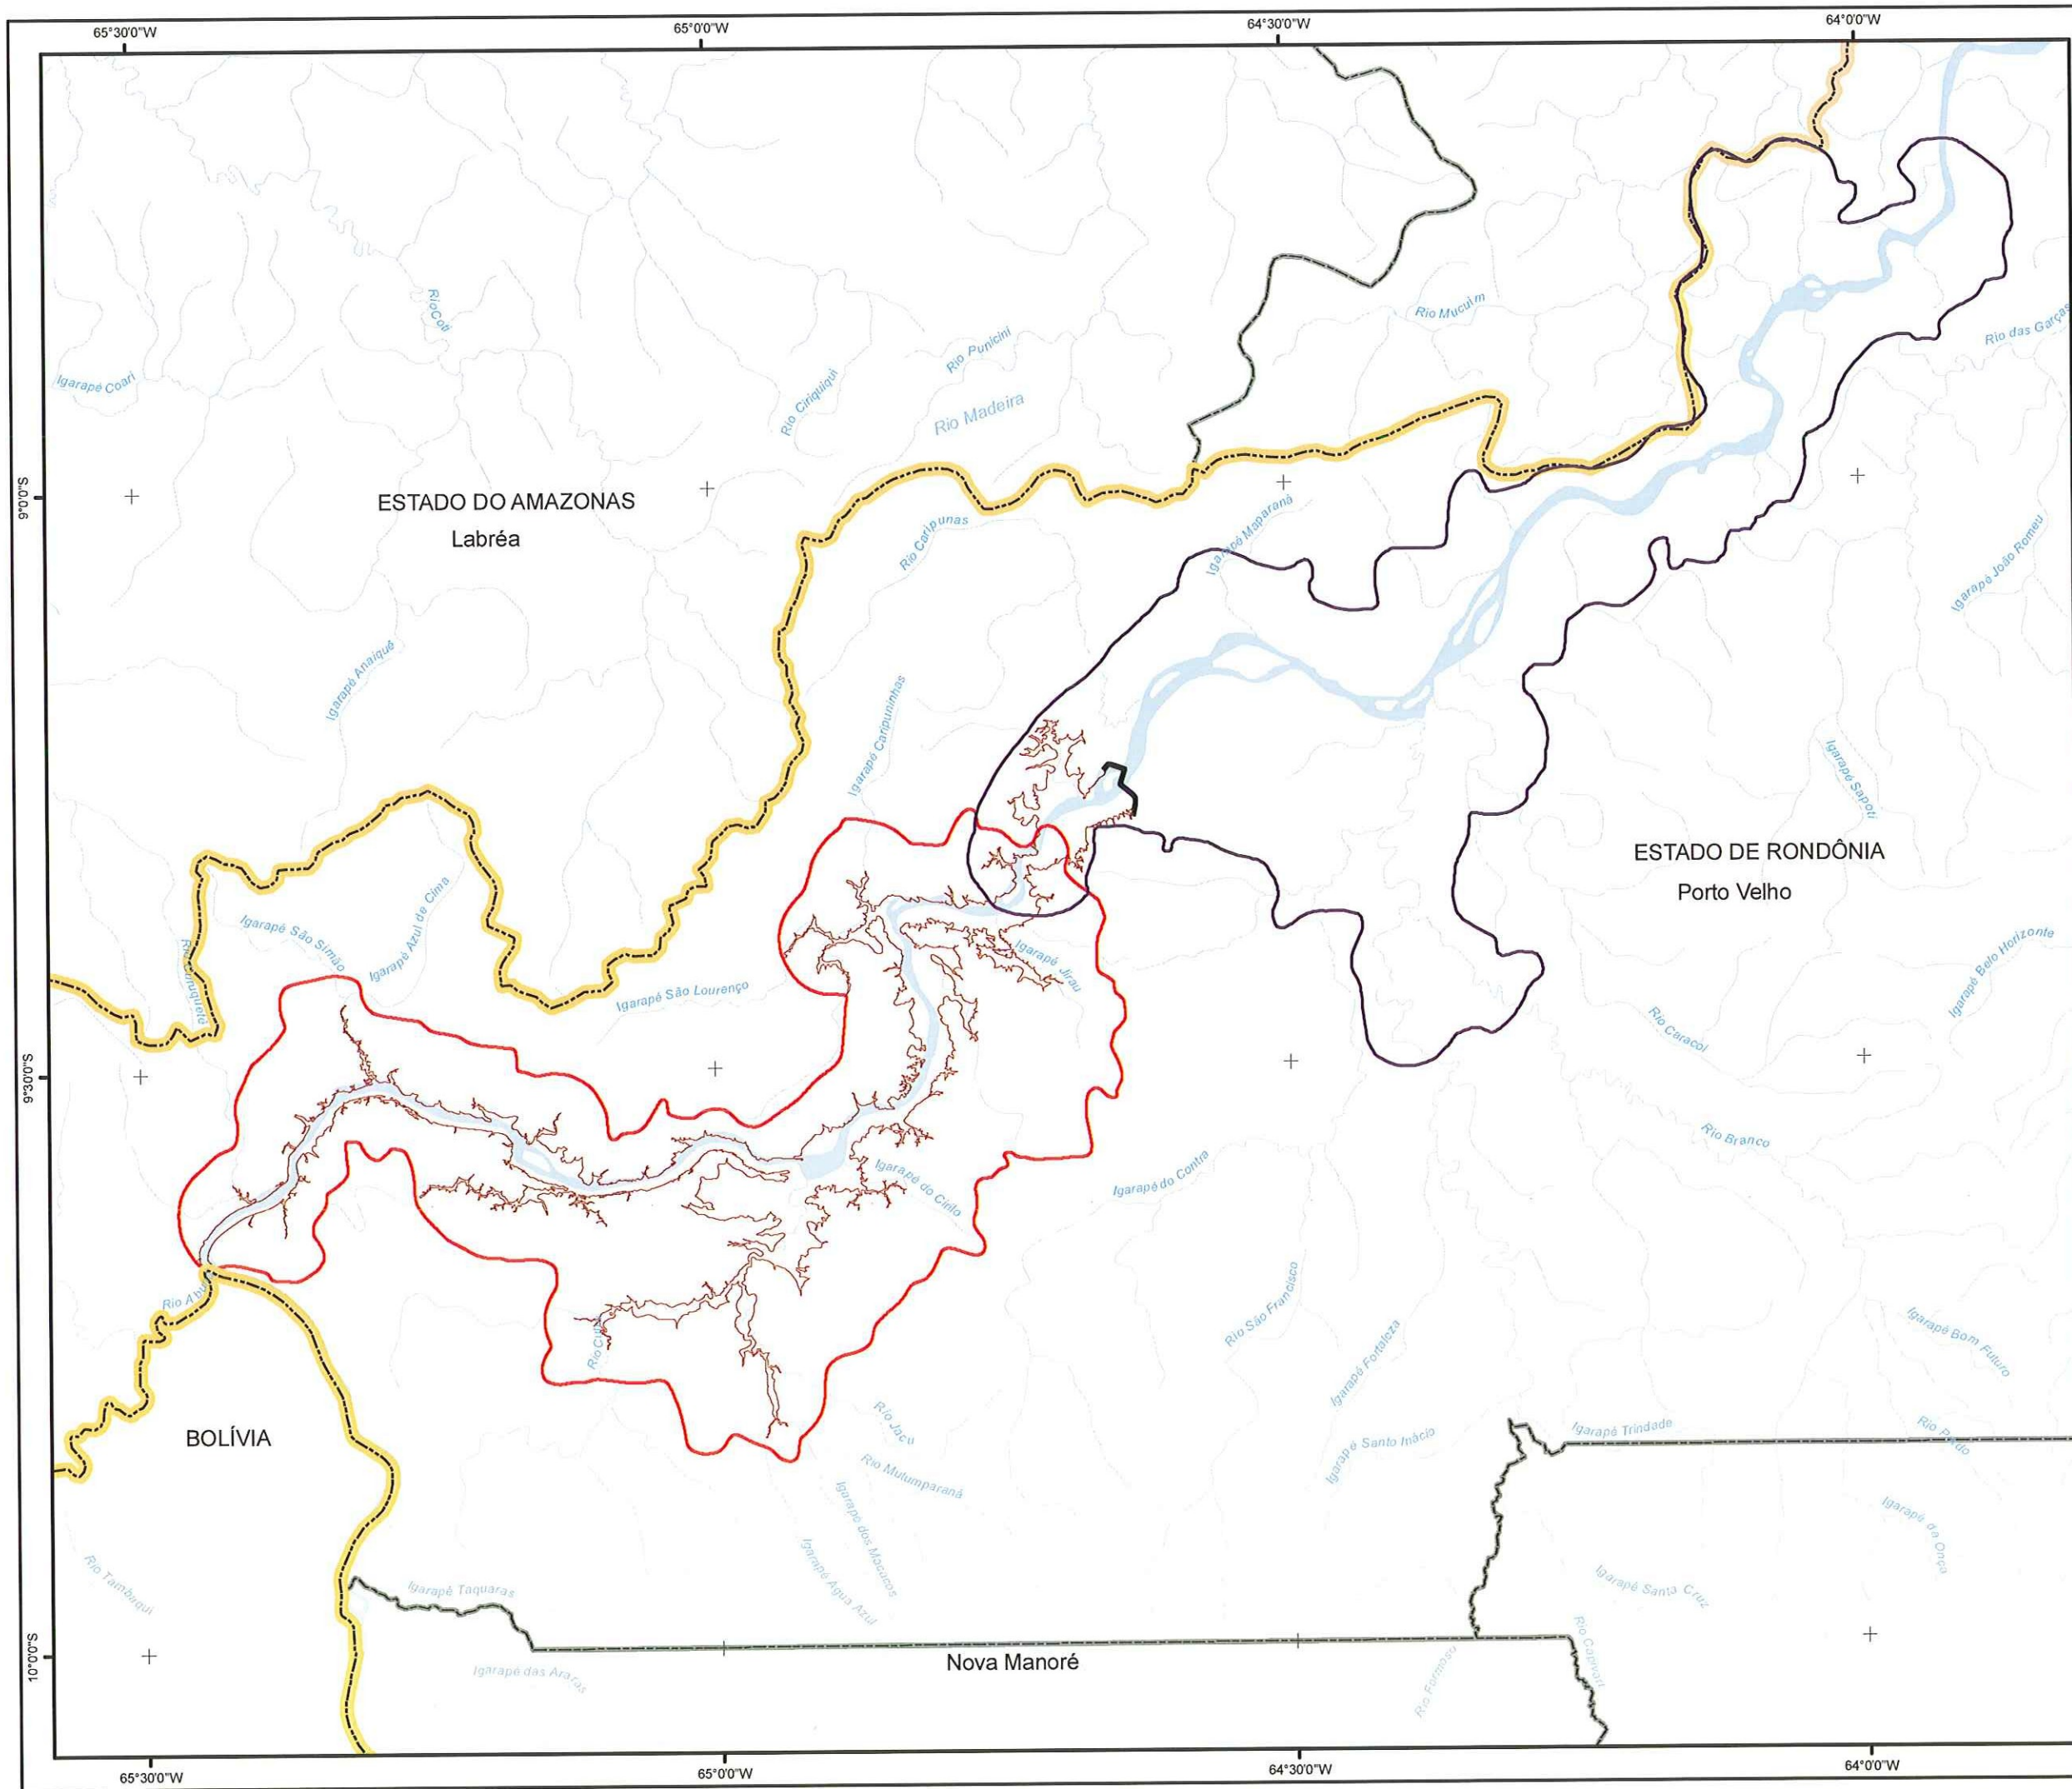 65°30'0"W
65°0'0"W
64°30'0"W
64°0'0"W
Rio Coti
Rio Mucuim
Rio das Garças
Igarapé Coari
Rio Punicini
Rio Ciriquiqui
Rio Madeira
9°0'0"S
ESTADO DO AMAZONAS
Labréa
Rio Caripunas
Igarapé Maparaná
Igarapé João Romeu
Igarapé Anaiquê
Igarapé Caripuninhas
Igarapé Sapoti
ESTADO DE RONDÔNIA
Porto Velho
Igarapé São Simão
Igarapé Azul de Cima
Igarapé São Lourenço
Igarapé Jirau
Igarapé Belo Horizonte
Rio Caracol
9°30'0"S
Rio Branco
Igarapé do Cirilo
Igarapé do Contra
Rio São Francisco
Igarapé Fortaleza
Igarapé Bom Futuro
BOLÍVIA
Rio Jacu
Igarapé Santo Inácio
Igarapé Trindade
Rio Mutumparaná
Igarapé dos Macacos
Igarapé Agua Azul
Igarapé da Onça
Rio Tambaqui
Igarapé Taquaras
Igarapé Santa Cruz
Rio Capivari
10°0'0"S
Nova Manoré
Igarapé das Araras
Rio Formoso
65°30'0"W
65°0'0"W
64°30'0"W
64°0'0"W